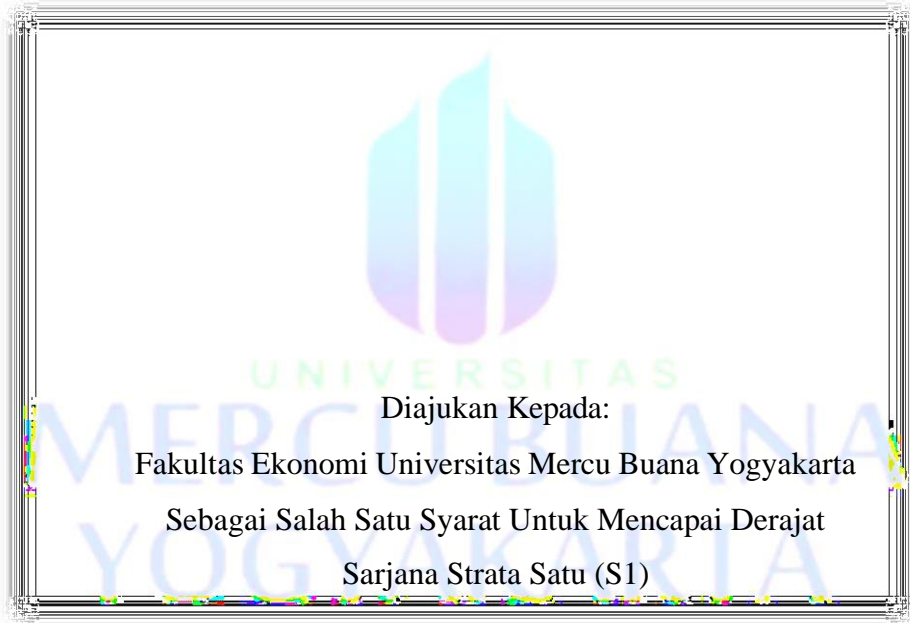 UNIVERSITAS
MERCU BUANA
YOGYAKARTA
Diajukan Kepada:
Fakultas Ekonomi Universitas Mercu Buana Yogyakarta
Sebagai Salah Satu Syarat Untuk Mencapai Derajat
Sarjana Strata Satu (S1)